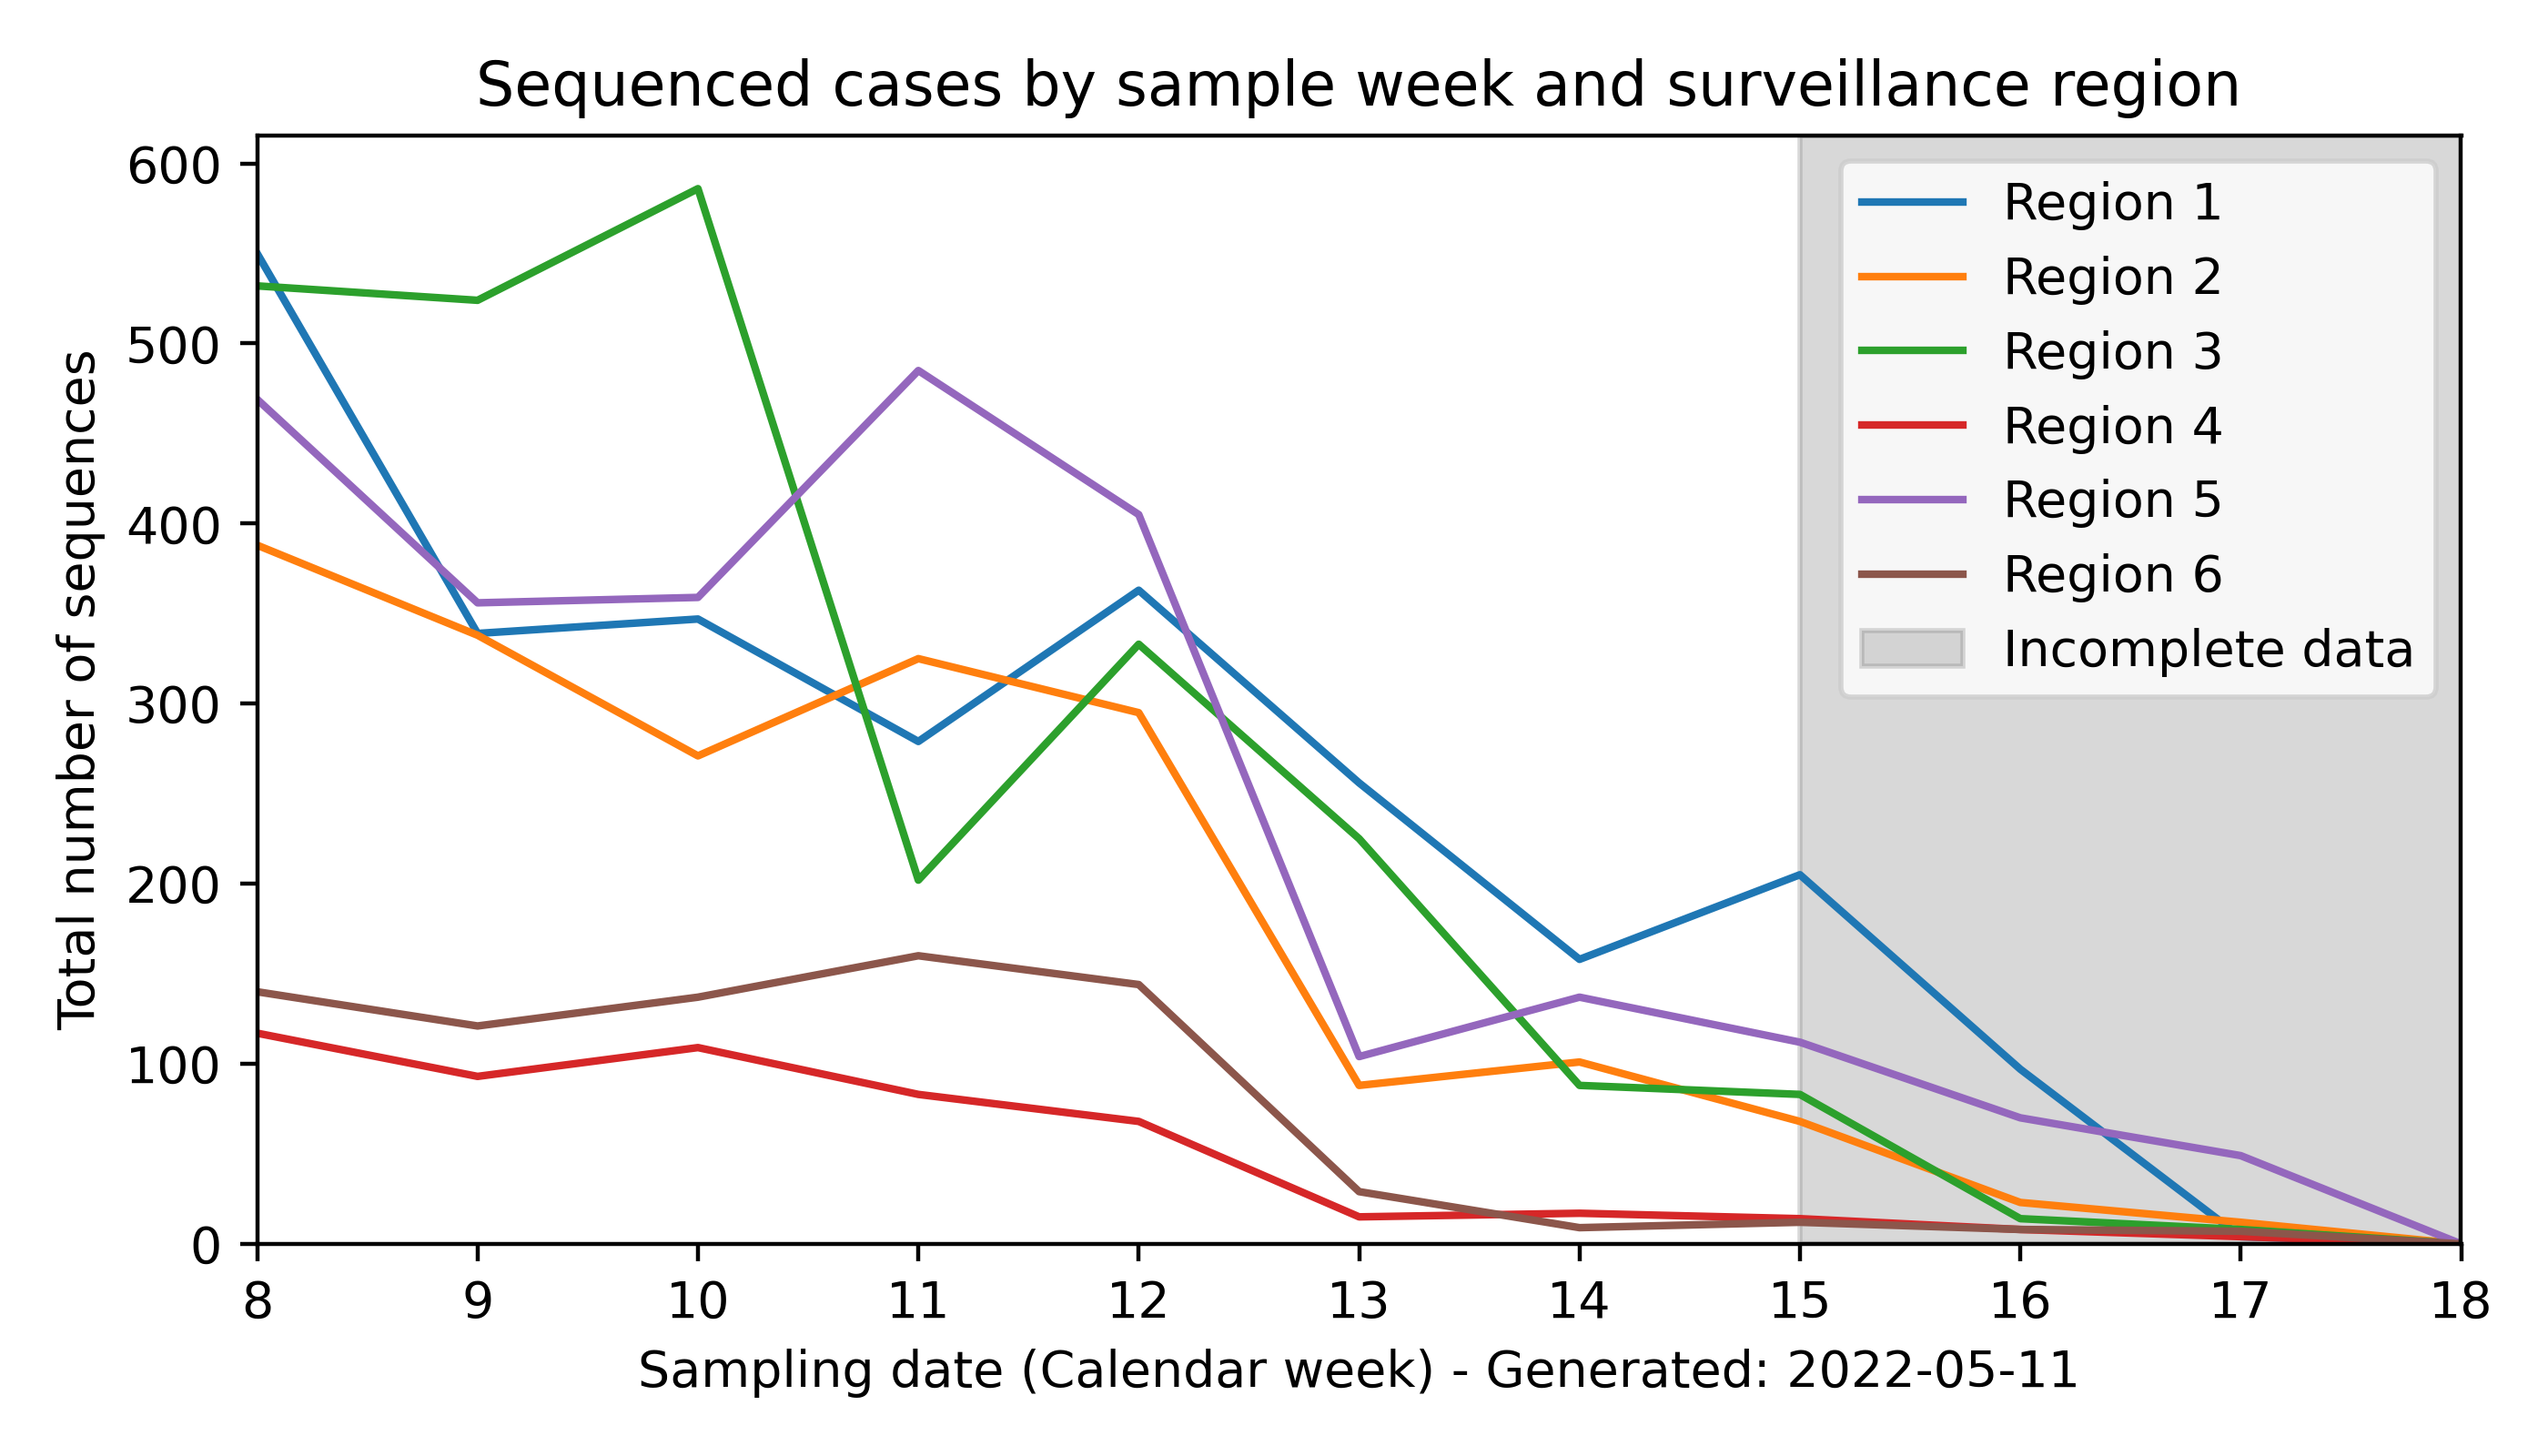 Sequenced cases by sample week and surveillance region
600
500
400
300
200
100
0
Total number of sequences
Region 1
Region 2
Region 3
Region 4
Region 5
Region 6
Incomplete data
8 9 10 11 12 13 14 15 16 17 18
Sampling date (Calendar week) - Generated: 2022-05-11